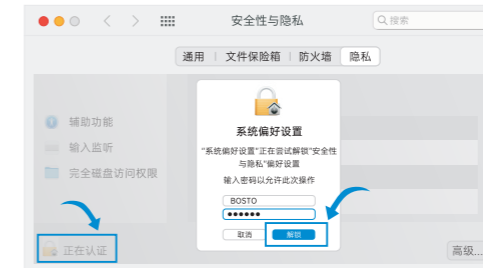 安全性与隐私
搜索
通用 文件保险箱 防火墙 隐私
辅助功能
输入监听
完全磁盘访问权限
系统偏好设置
"系统偏好设置"正在尝试解锁"安全性
与隐私"偏好设置
输入密码以允许此次操作
BOSTO
●●●●●●
取消 解锁
正在认证
高级...